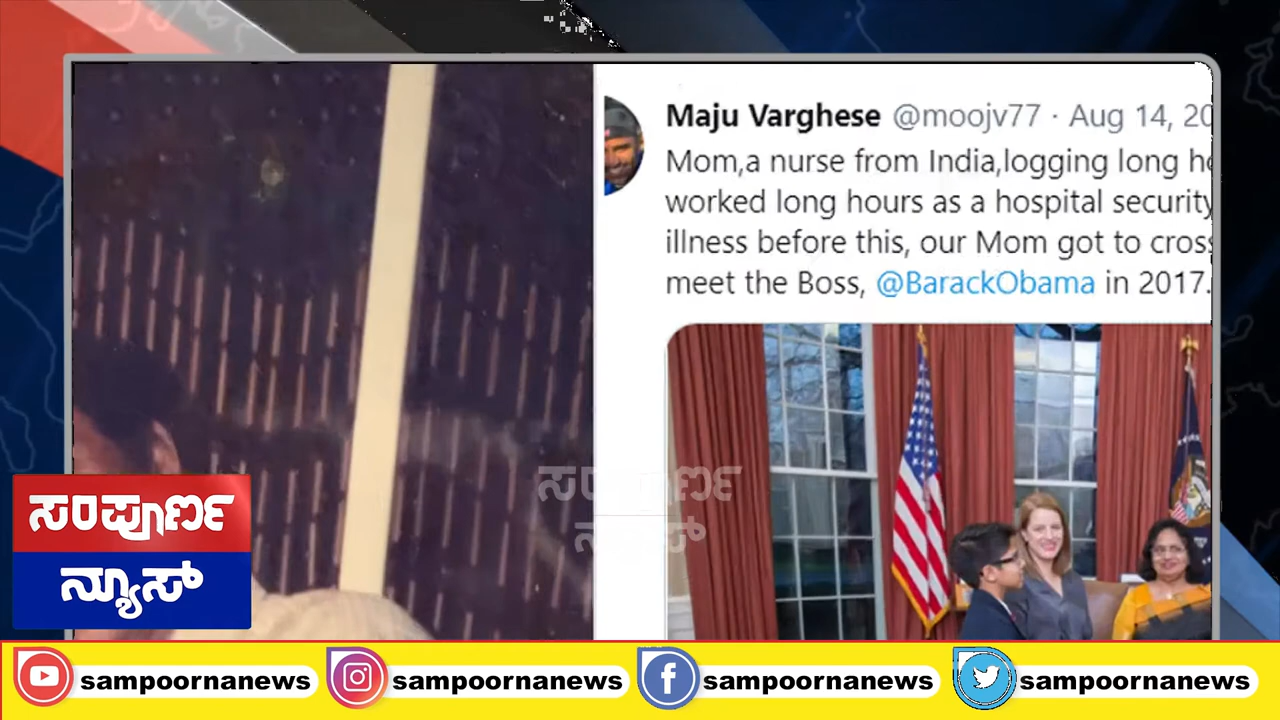 Maju Varghese @moojv77 · Aug 14, 20
Mom,a nurse from India,logging long h
worked long hours as a hospital security
illness before this, our Mom got to cros
meet the Boss, @BarackObama in 2017.
ಸಂಪೂರ್ಣ
ನ್ಯೂಸ್
ಸಂಪೂರ್ಣ
ನ್ಯೂಸ್
sampoornanews
sampoornanews
sampoornanews
sampoornanews